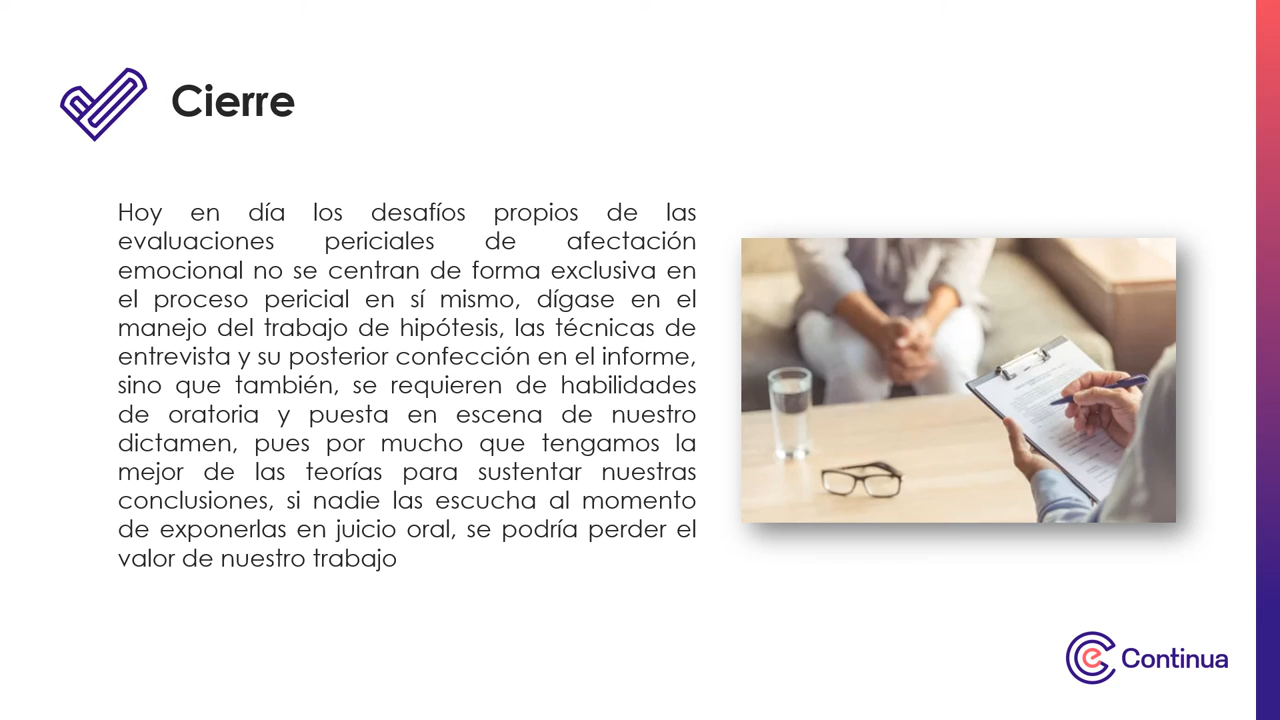 Cierre
Hoy en día los desafíos propios de las
evaluaciones periciales de afectación
emocional no se centran de forma exclusiva en
el proceso pericial en sí mismo, dígase en el
manejo del trabajo de hipótesis, las técnicas de
entrevista y su posterior confección en el informe,
sino que también, se requieren de habilidades
de oratoria y puesta en escena de nuestro
dictamen, pues por mucho que tengamos la
mejor de las teorías para sustentar nuestras
conclusiones, si nadie las escucha al momento
de exponerlas en juicio oral, se podría perder el
valor de nuestro trabajo
Continua